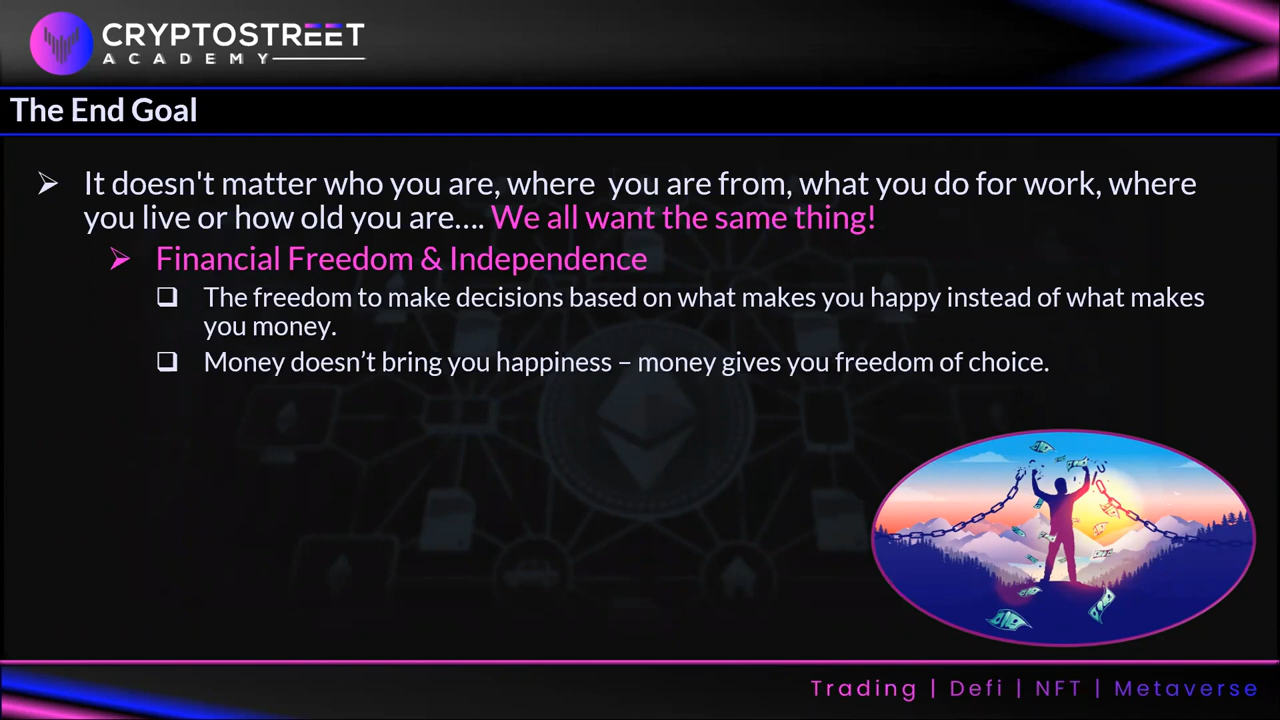 CRYPTOSTREET
ACADEMY
The End Goal
It doesn't matter who you are, where  you are from, what you do for work, where
you live or how old you are.... We all want the same thing!
Financial Freedom & Independence
The freedom to make decisions based on what makes you happy instead of what makes
you money.
Money doesn’t bring you happiness – money gives you freedom of choice.
Trading | Defi | NFT | Metaverse